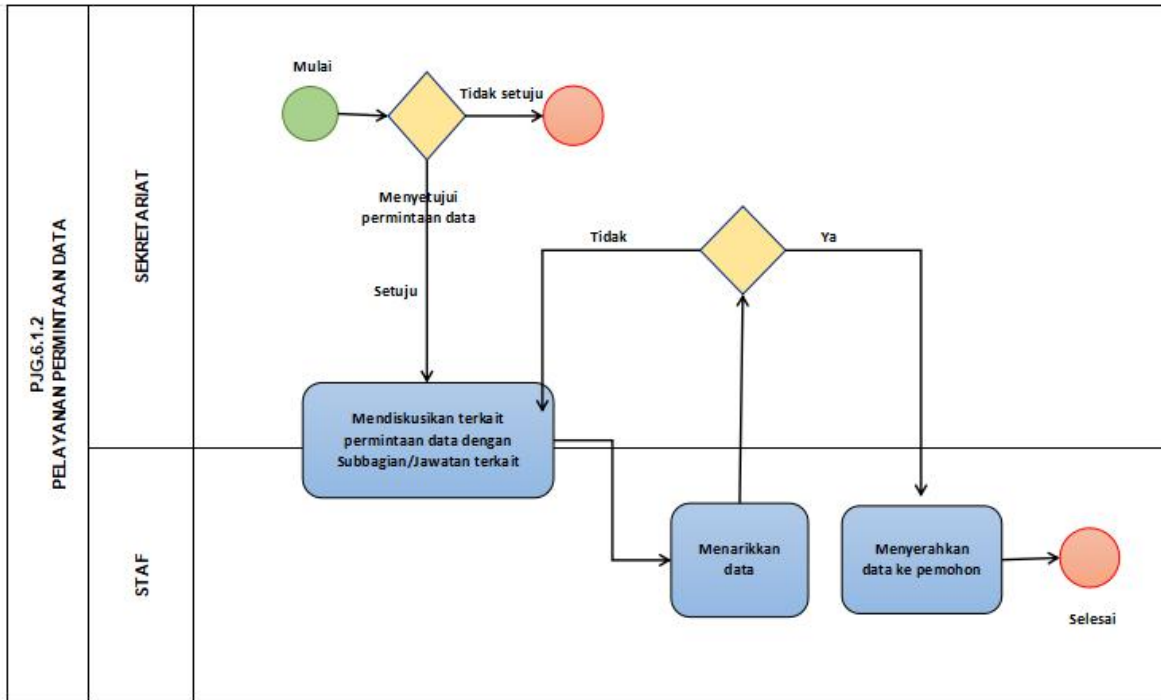 PJG.6.1.2
PELAYANAN PERMINTAAN DATA
SEKRETARIAT
STAF
Mulai
Tidak setuju
Menyetujui
permintaan data
Setuju
Tidak
Ya
Mendiskusikan terkait
permintaan data dengan
Subbagian/Jawatan terkait
Menarikkan
data
Menyerahkan
data ke pemohon
Selesai